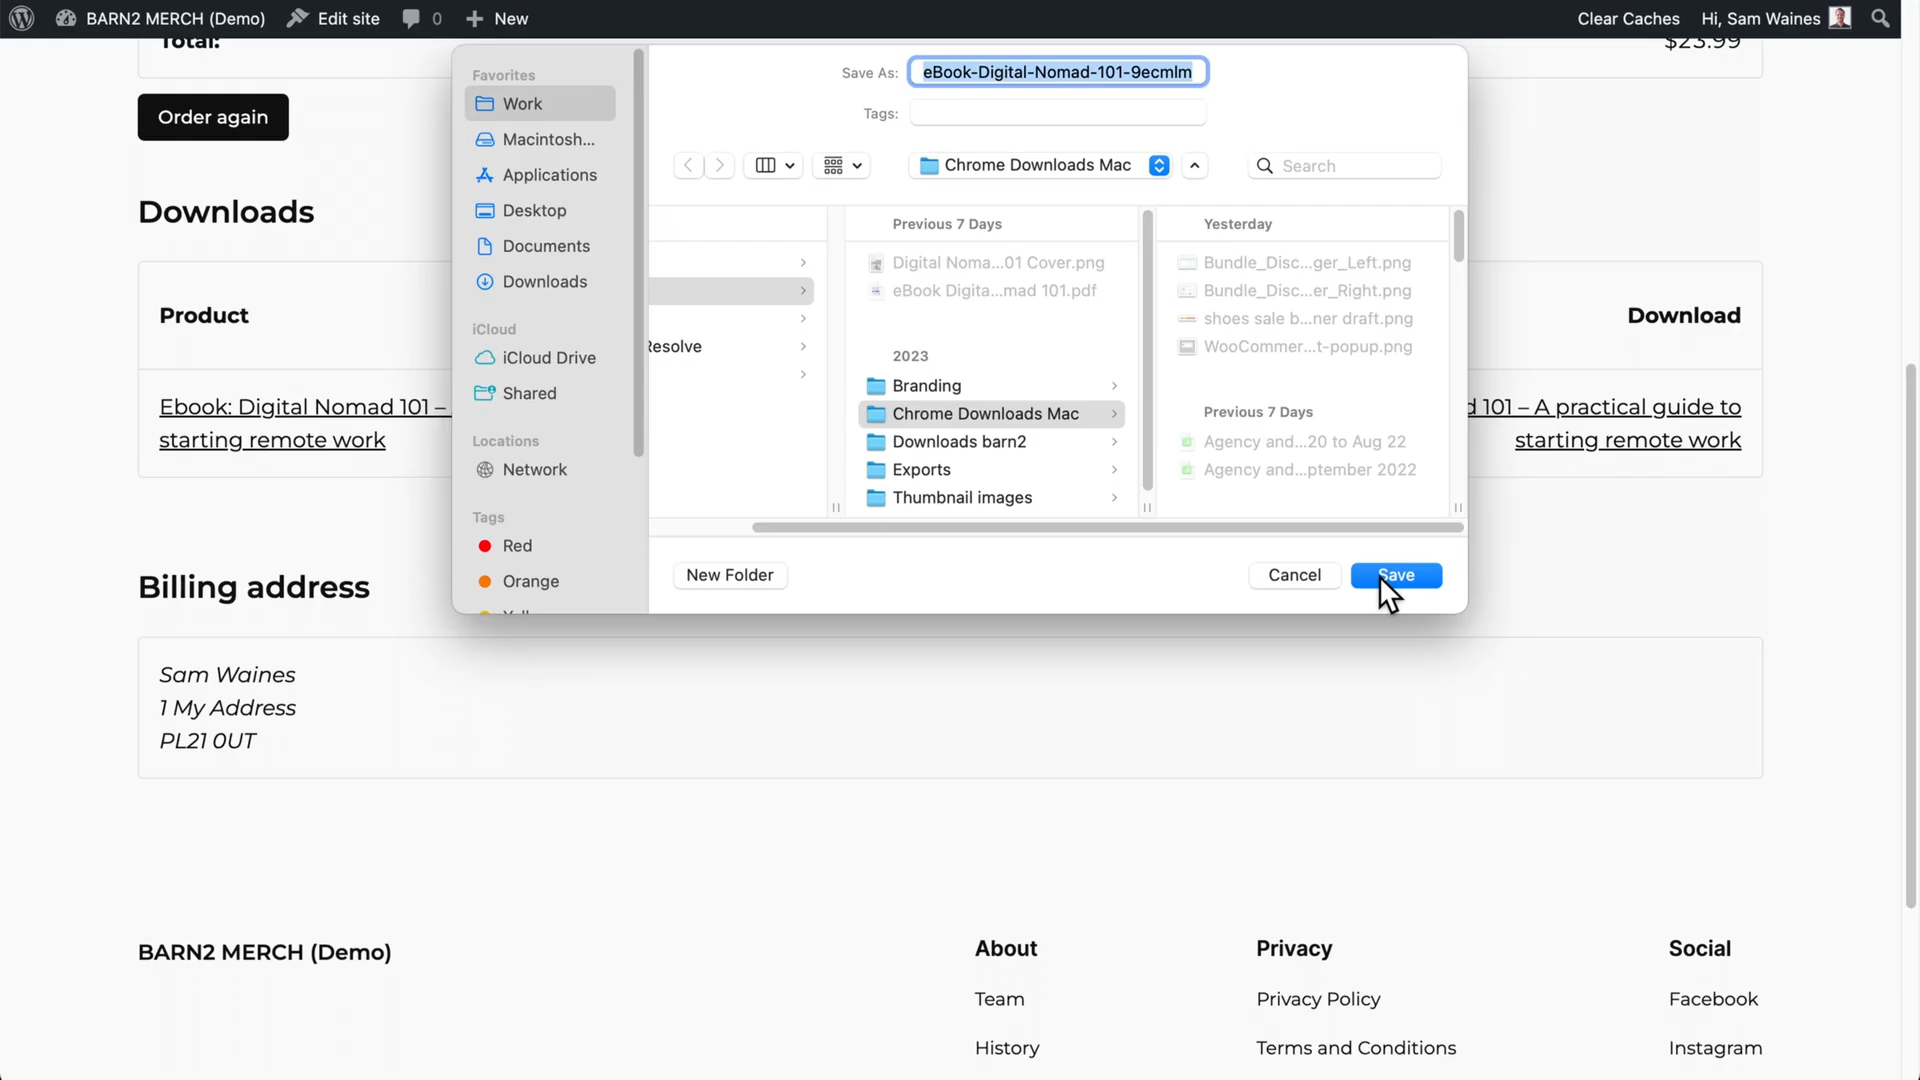 BARN2 MERCH (Demo)
Edit site
0
New
Clear Caches
Hi, Sam Waines
Total:
$23.99
Order again
Downloads
Product
Download
Ebook: Digital Nomad 101 –
starting remote work
d 101 – A practical guide to
starting remote work
Favorites
Work
Macintosh...
Applications
Desktop
Documents
Downloads
iCloud
iCloud Drive
Shared
Locations
Network
Tags
Red
Orange
Save As:
eBook-Digital-Nomad-101-9ecmlm
Tags:
Chrome Downloads Mac
Search
Resolve
Previous 7 Days
Digital Noma...01 Cover.png
eBook Digita...mad 101.pdf
2023
Branding
Chrome Downloads Mac
Downloads barn2
Exports
Thumbnail images
Yesterday
Bundle_Disc...ger_Left.png
Bundle_Disc...er_Right.png
shoes sale b...ner draft.png
WooCommer...t-popup.png
Previous 7 Days
Agency and...20 to Aug 22
Agency and...ptember 2022
New Folder
Cancel
Save
Billing address
Sam Waines
1 My Address
PL21 0UT
BARN2 MERCH (Demo)
About
Team
History
Privacy
Privacy Policy
Terms and Conditions
Social
Facebook
Instagram